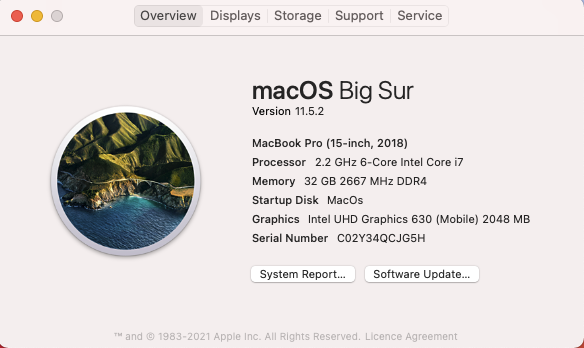 Overview Displays Storage Support Service
macOS Big Sur
Version 11.5.2
MacBook Pro (15-inch, 2018)
Processor 2.2 GHz 6-Core Intel Core i7
Memory 32 GB 2667 MHz DDR4
Startup Disk MacOs
Graphics Intel UHD Graphics 630 (Mobile) 2048 MB
Serial Number C02Y34QCJG5H
System Report... Software Update...
™ and © 1983-2021 Apple Inc. All Rights Reserved. Licence Agreement